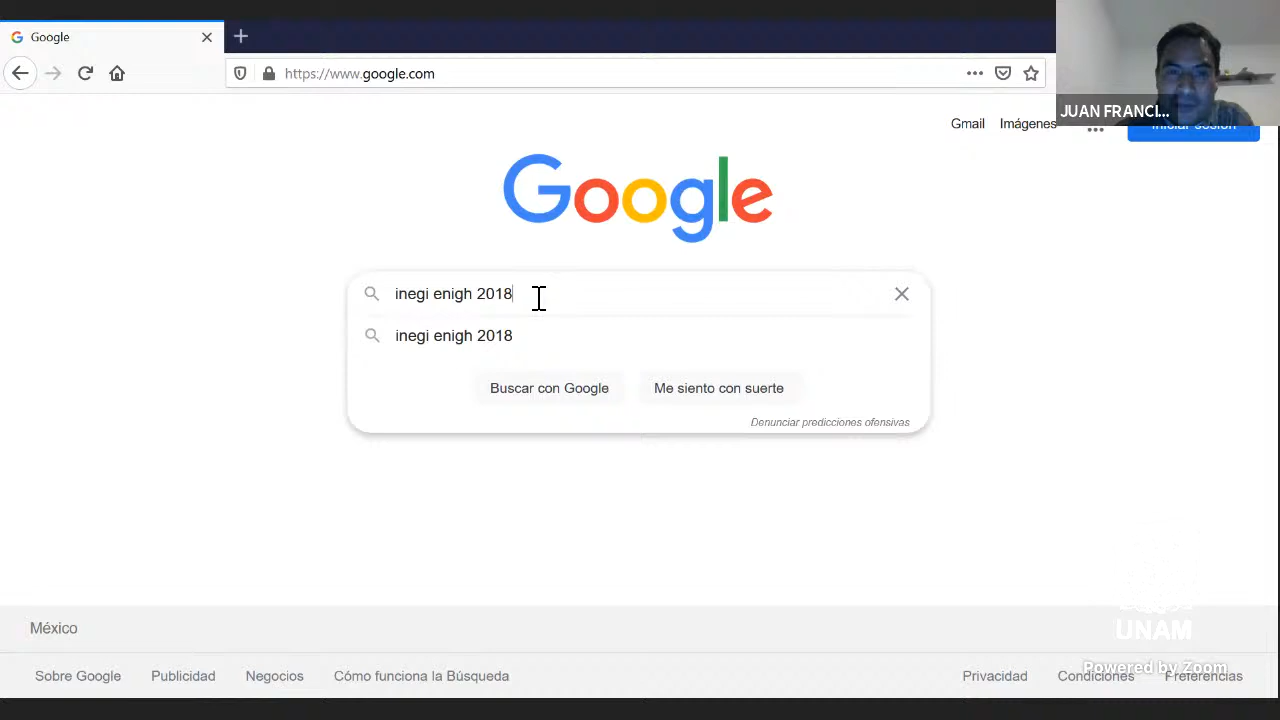 Google
https://www.google.com
JUAN FRANCI...
Gmail Imágenes
Iniciar sesión
Google
inegi enigh 2018
inegi enigh 2018
Buscar con Google Me siento con suerte
Denunciar predicciones ofensivas
México
UNAM
Powered by Zoom
Sobre Google Publicidad Negocios Cómo funciona la Búsqueda Privacidad Condiciones Preferencias